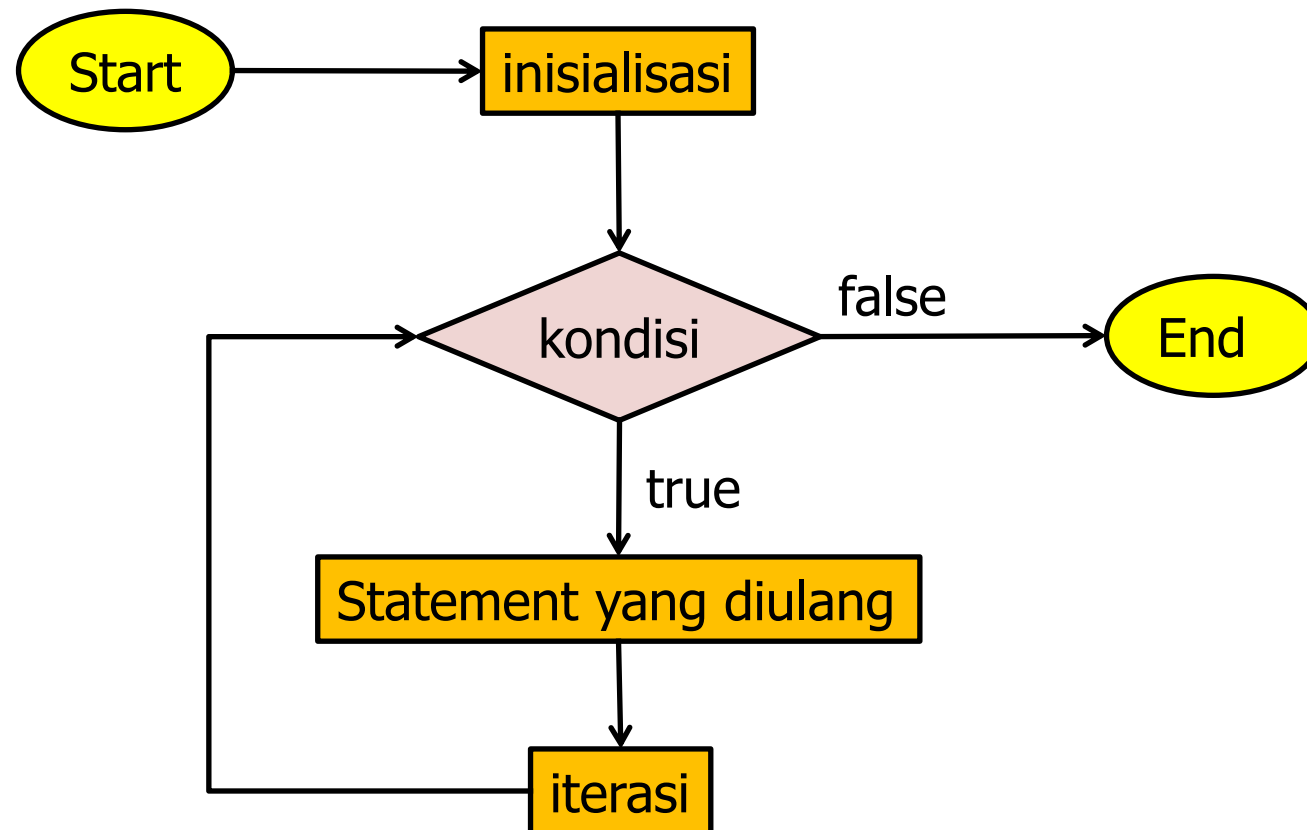 Start
inisialisasi
kondisi
false
End
true
Statement yang diulang
iterasi